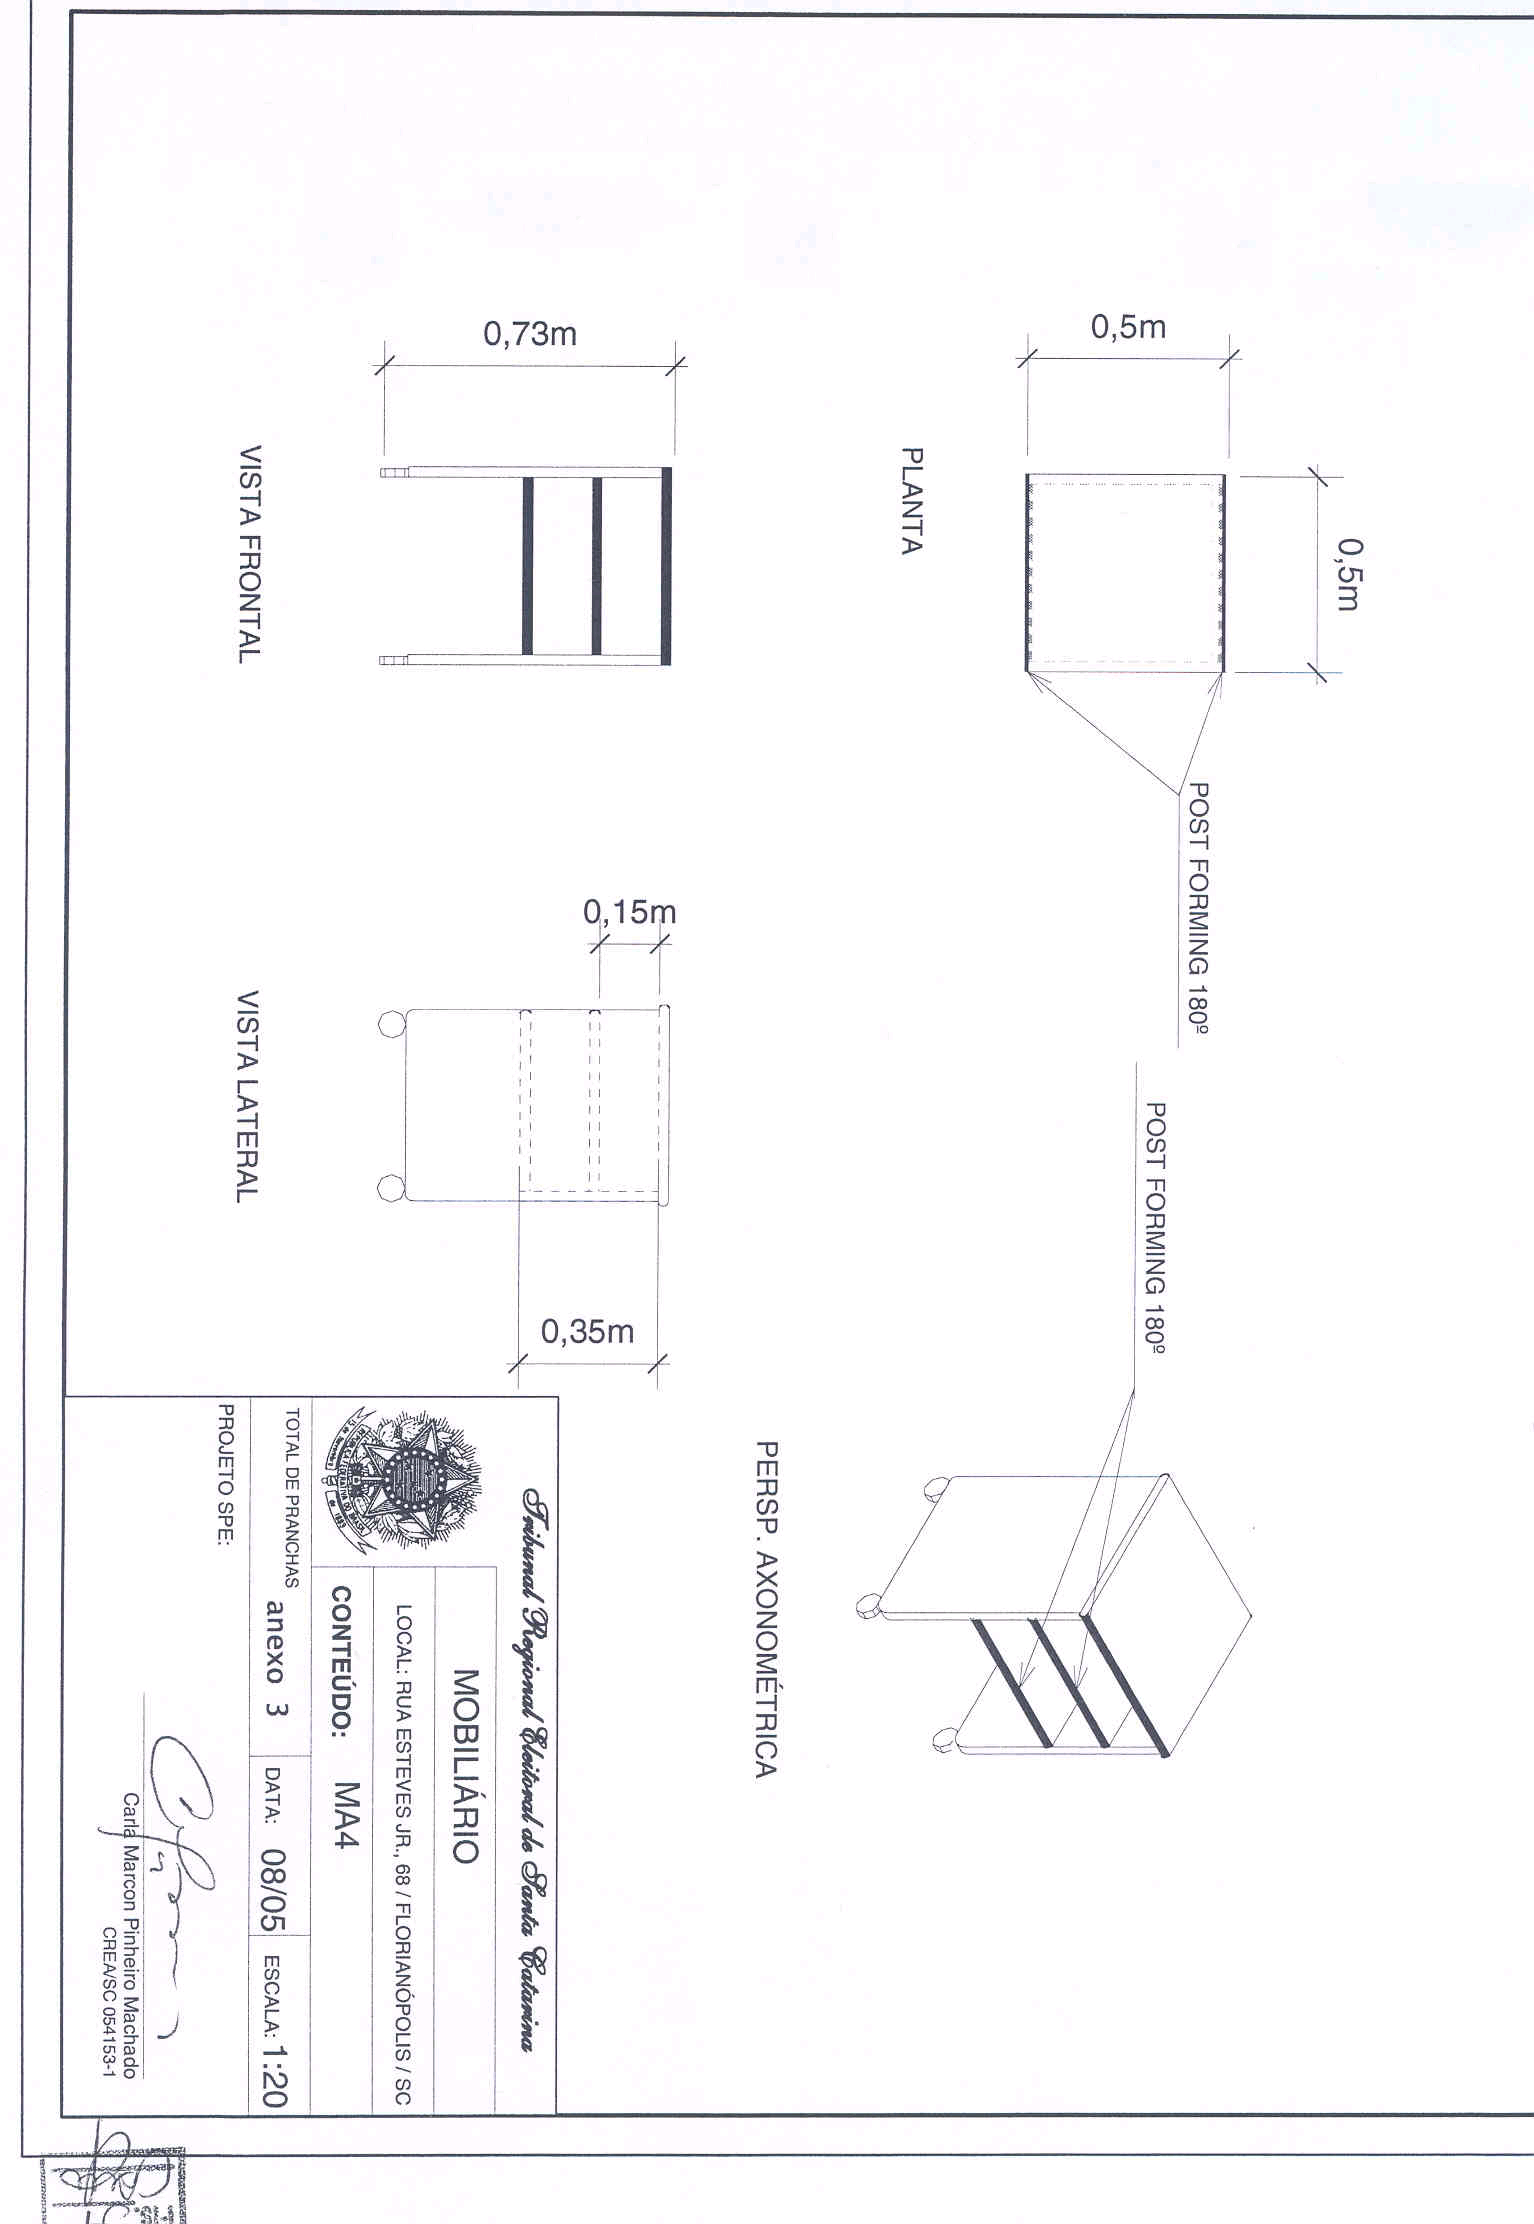 0,5m
0,5m
PLANTA
POST FORMING 180º
POST FORMING 180º
PERSP. AXONOMÉTRICA
0,73m
VISTA FRONTAL
0,15m
0,35m
VISTA LATERAL
Tribunal Regional Eleitoral de Santa Catarina
MOBILIÁRIO
LOCAL: RUA ESTEVES JR., 68 / FLORIANÓPOLIS / SC
CONTEÚDO: MA4
TOTAL DE PRANCHAS anexo 3
DATA: 08/05
ESCALA: 1:20
PROJETO SPE:
Carla Marcon Pinheiro Machado
CREA/SC 054153-1